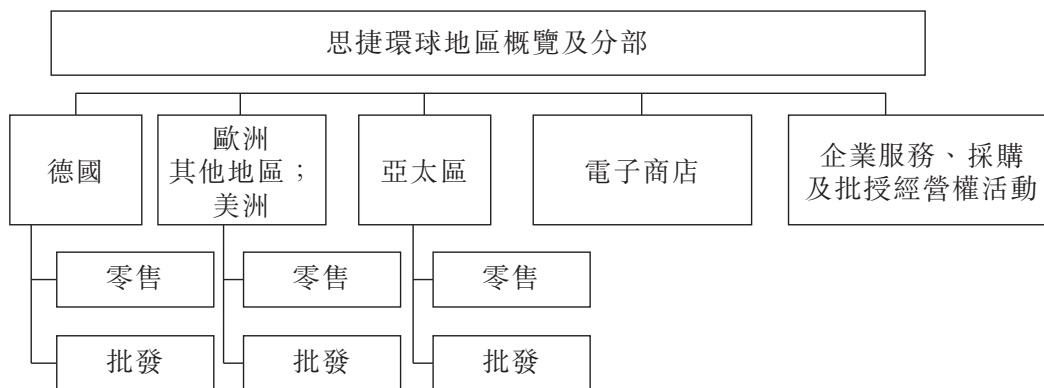 思捷環球地區概覽及分部
德國
歐洲
其他地區；
美洲
亞太區
電子商店
企業服務、採購
及批授經營權活動
零售
零售
零售
批發
批發
批發